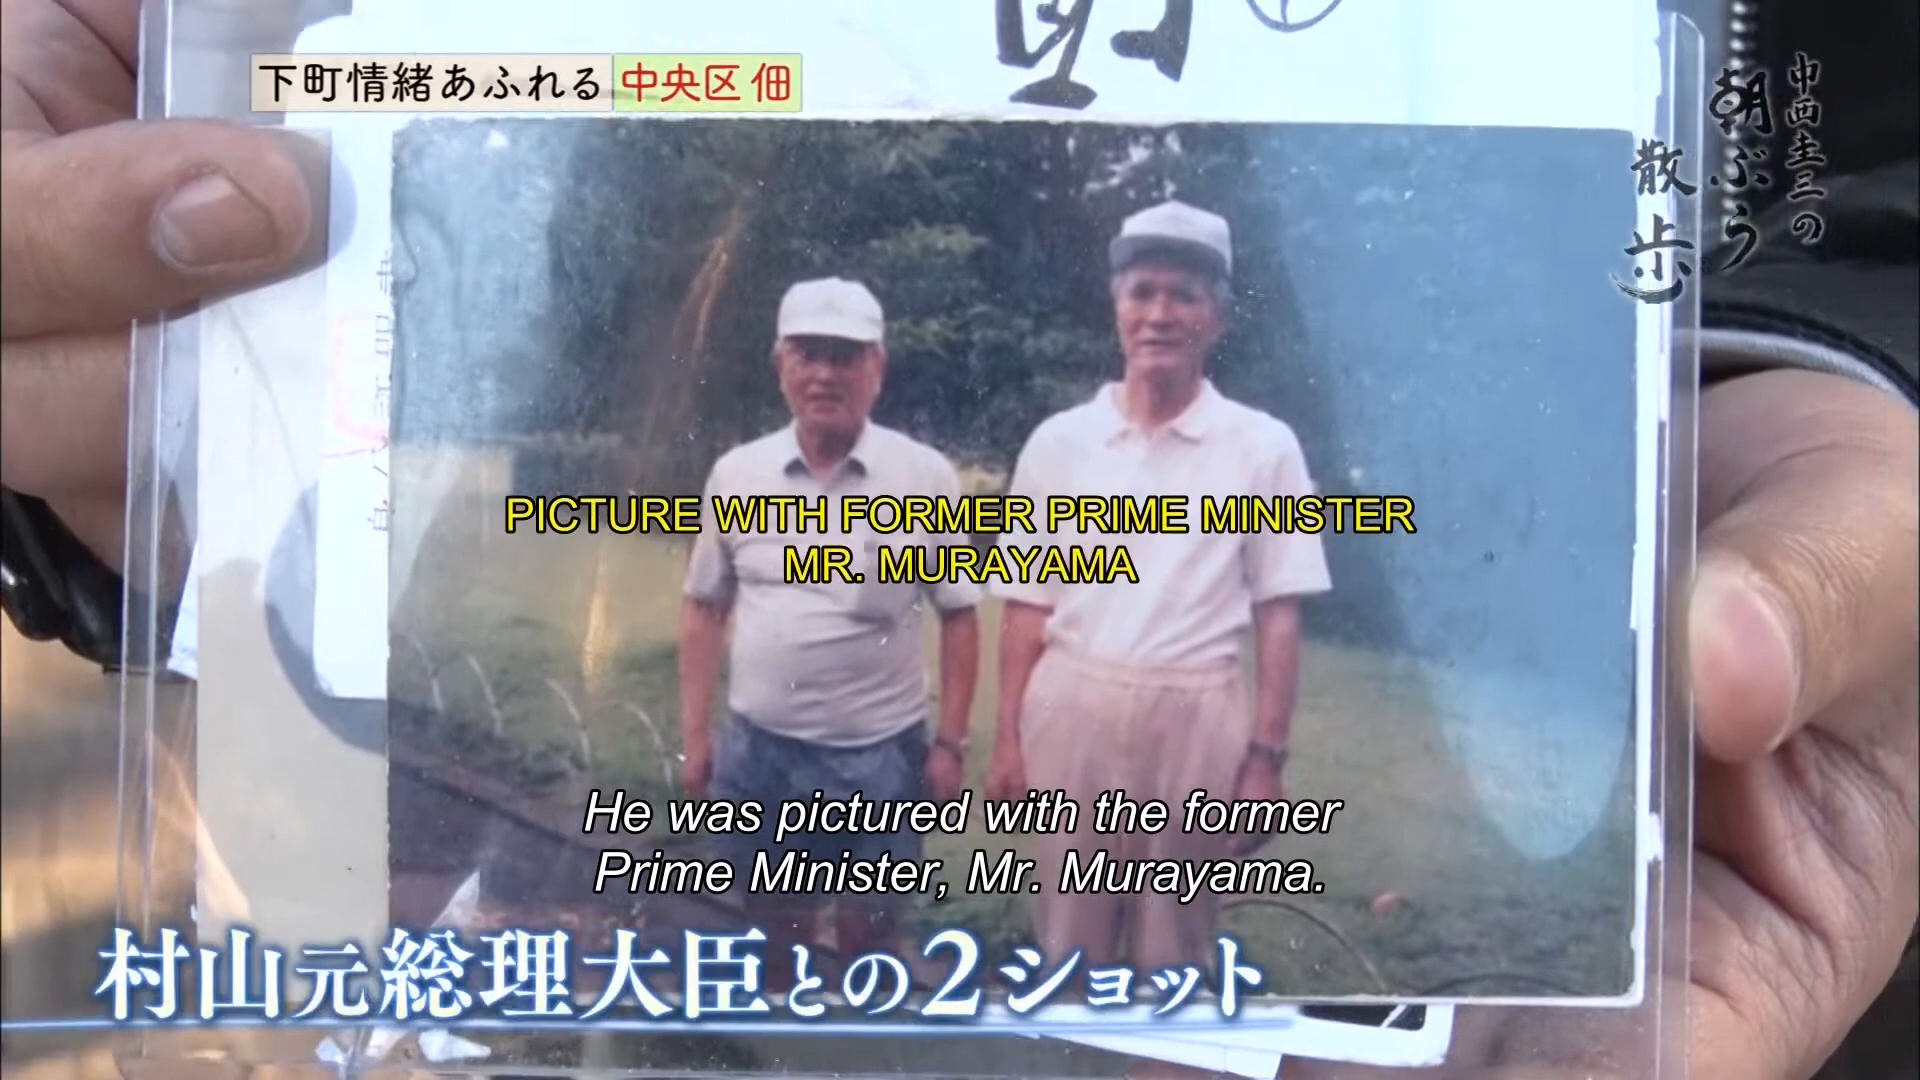 下町情緒あふれる 中央区 佃
中西圭三の
朝ぶら
散歩
PICTURE WITH FORMER PRIME MINISTER
MR. MURAYAMA
He was pictured with the former
Prime Minister, Mr. Murayama.
村山元総理大臣との2ショット